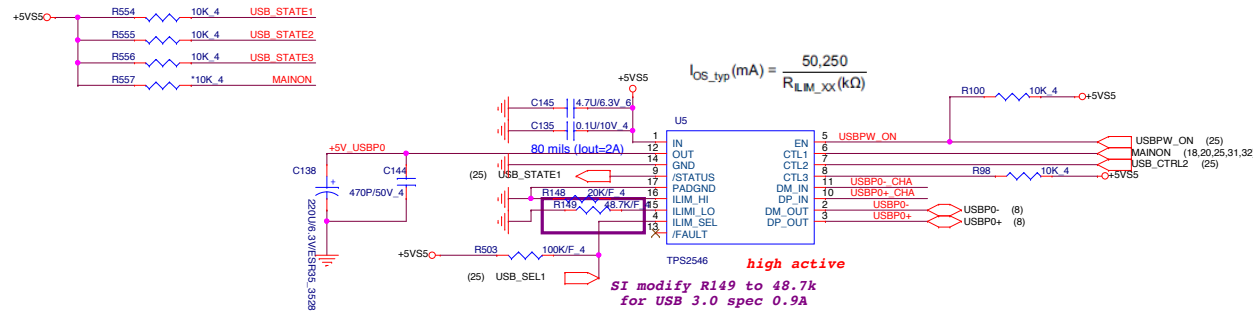 +5VS5
R554 10K_4 USB_STATE1
R555 10K_4 USB_STATE2
R556 10K_4 USB_STATE3
R557 *10K_4 MAINON
I_OS_typ(mA) = 50,250 / R_ILIM_XX(kΩ)
+5VS5
C145 4.7U/6.3V_6
C135 0.1U/10V_4
80 mils (Iout=2A)
+5V_USBP0
C138
220U/6.3V/ESR35_3528
C144
470P/50V_4
(25) USB_STATE1
R148 20K/F_4
R149 48.7K/F_4
+5VS5 R503 100K/F_4
(25) USB_SEL1
U5
1 IN
12 OUT
14 GND
9 /STATUS
17 PADGND
16 ILIM_HI
15 ILIMI_LO
4 ILIM_SEL
13 /FAULT
EN 5 USBPW_ON
CTL1 6
CTL2 7
CTL3 8
DM_IN 11 USBP0-_CHA
DP_IN 10 USBP0+_CHA
DM_OUT 2 USBP0-
DP_OUT 3 USBP0+
TPS2546
R100 10K_4 +5VS5
USBPW_ON (25)
MAINON (18,20,25,31,32
USB_CTRL2 (25)
R98 10K_4 +5VS5
USBP0- (8)
USBP0+ (8)
high active
SI modify R149 to 48.7k
for USB 3.0 spec 0.9A